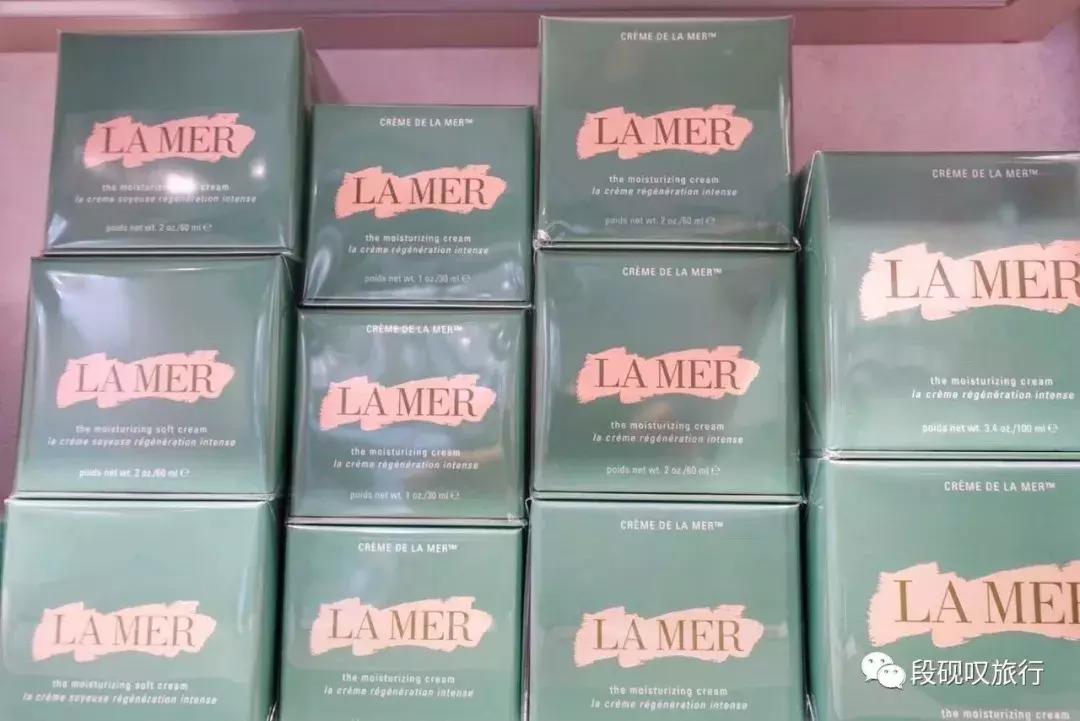 LA MER
the moisturizing soft cream
la crème soyeuse régénération intense
poids net wt. 2 oz./60 ml ℮
LA MER
the moisturizing soft cream
la crème soyeuse régénération intense
poids net wt. 2 oz./60 ml ℮
LA MER
the moisturizing soft cream
la crème soyeuse régénération intense
CRÈME DE LA MER™
LA MER
the moisturizing cream
la crème régénération intense
poids net wt. 1 oz./30 ml ℮
CRÈME DE LA MER™
LA MER
the moisturizing cream
la crème régénération intense
poids net wt. 1 oz./30 ml ℮
CRÈME DE LA MER™
LA MER
the moisturizing cream
la crème régénération intense
CRÈME DE LA MER™
LA MER
the moisturizing cream
la crème régénération intense
poids net wt. 2 oz./60 ml ℮
CRÈME DE LA MER™
LA MER
the moisturizing cream
la crème régénération intense
poids net wt. 2 oz./60 ml ℮
CRÈME DE LA MER™
LA MER
the moisturizing cream
la crème régénération intense
CRÈME DE LA MER™
LA MER
the moisturizing cream
la crème régénération intense
poids net wt. 3.4 oz./100 ml ℮
CRÈME DE LA MER™
LA ME
the moisturizing cream
段砚叹旅行